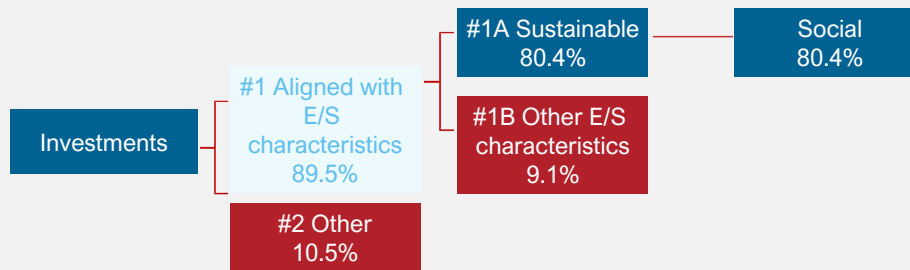 Investments
#1 Aligned with
E/S
characteristics
89.5%
#2 Other
10.5%
#1A Sustainable
80.4%
#1B Other E/S
characteristics
9.1%
Social
80.4%